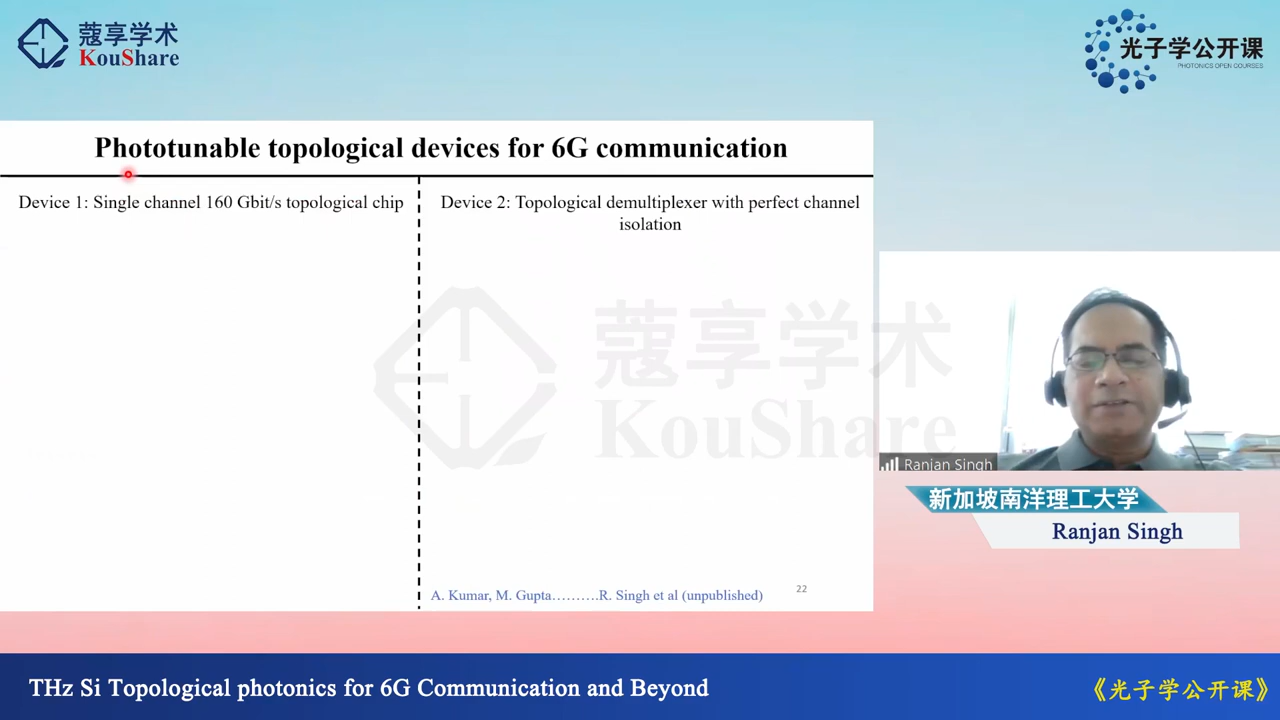 蔻享学术
KouShare
光子学公开课
PHOTONICS OPEN COURSES
Phototunable topological devices for 6G communication
Device 1: Single channel 160 Gbit/s topological chip
Device 2: Topological demultiplexer with perfect channel
isolation
蔻享学术
KouShare
A. Kumar, M. Gupta……….R. Singh et al (unpublished)
22
Ranjan Singh
新加坡南洋理工大学
Ranjan Singh
THz Si Topological photonics for 6G Communication and Beyond
《光子学公开课》